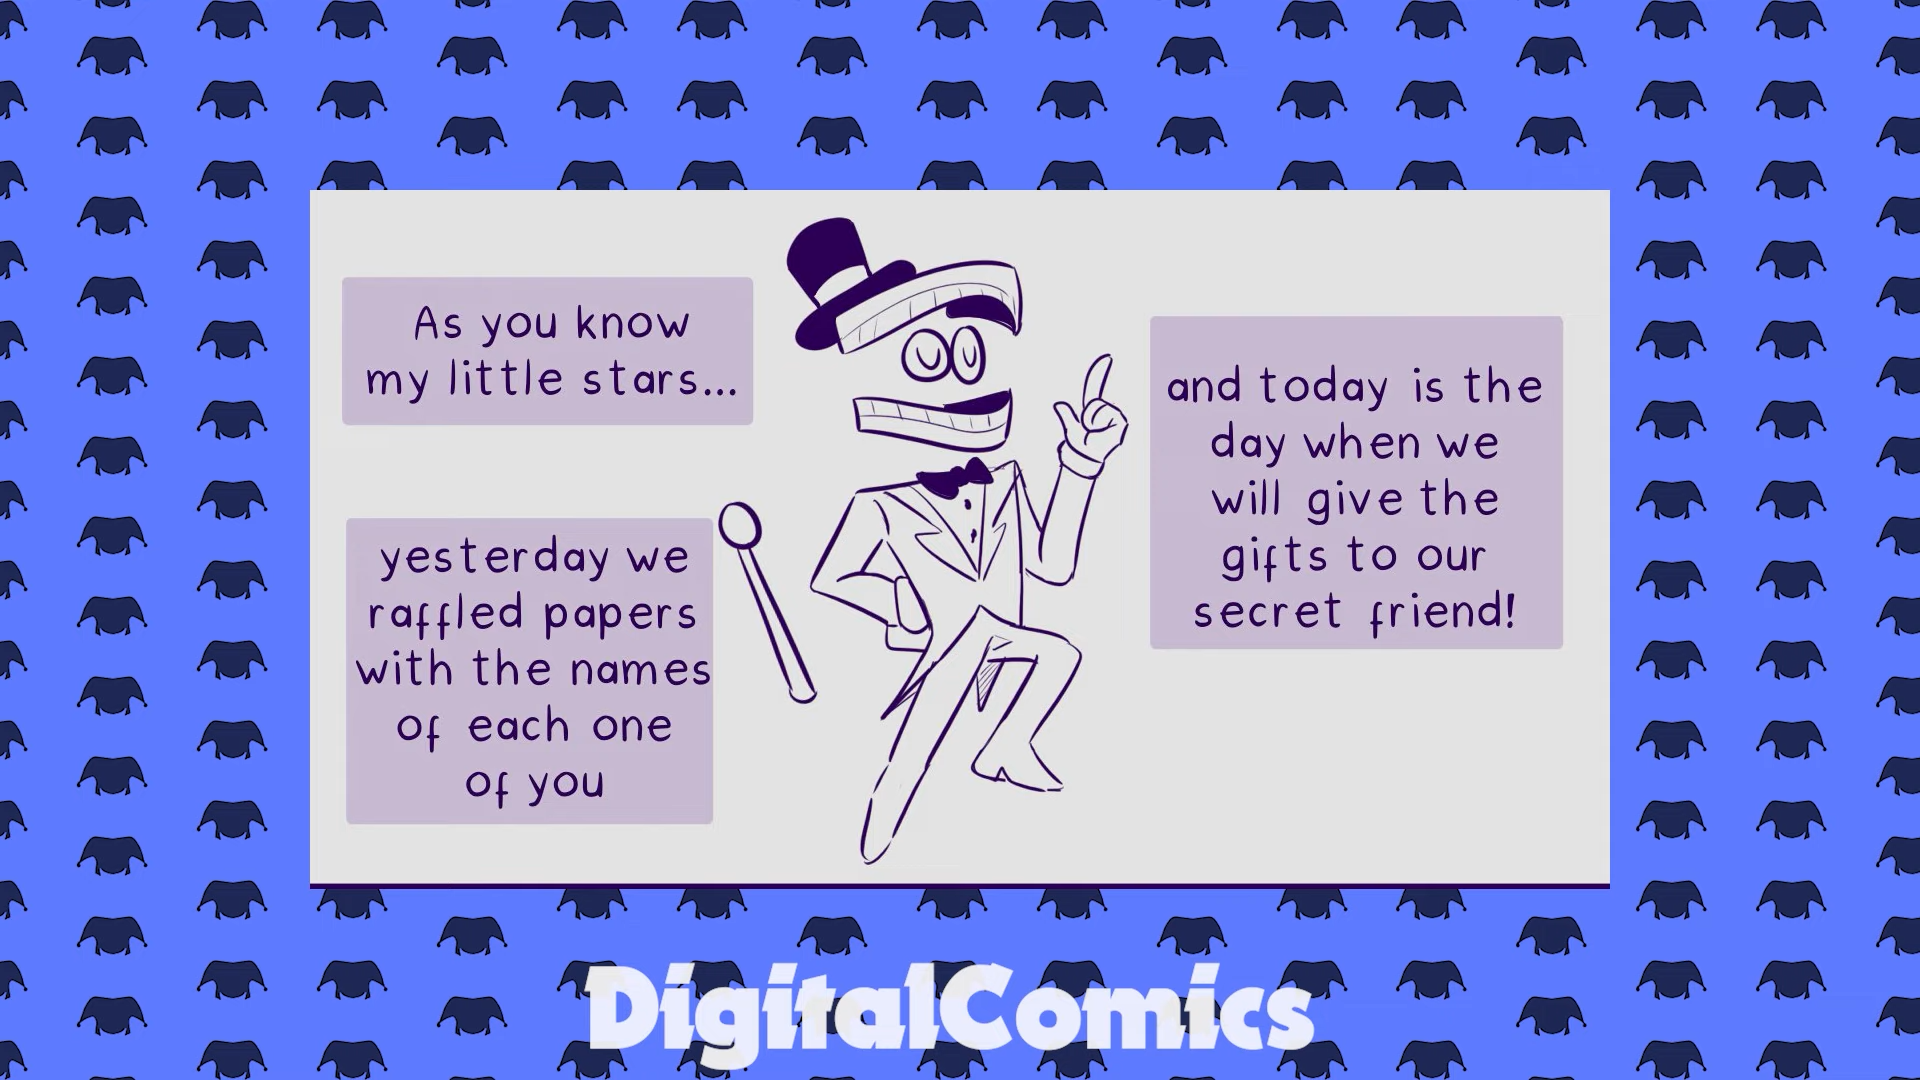 As you know
my little stars...
yesterday we
raffled papers
with the names
of each one
of you
and today is the
day when we
will give the
gifts to our
secret friend!
DigitalComics